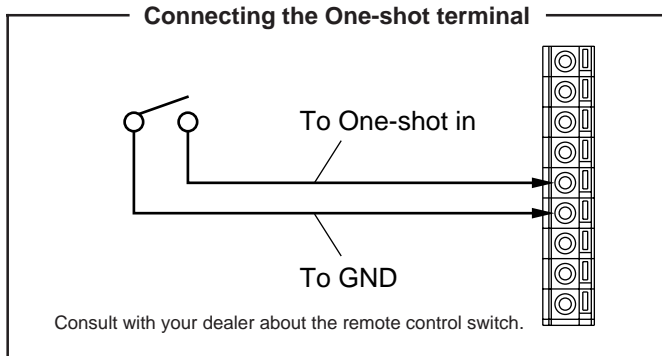 Connecting the One-shot terminal
To One-shot in
To GND
Consult with your dealer about the remote control switch.